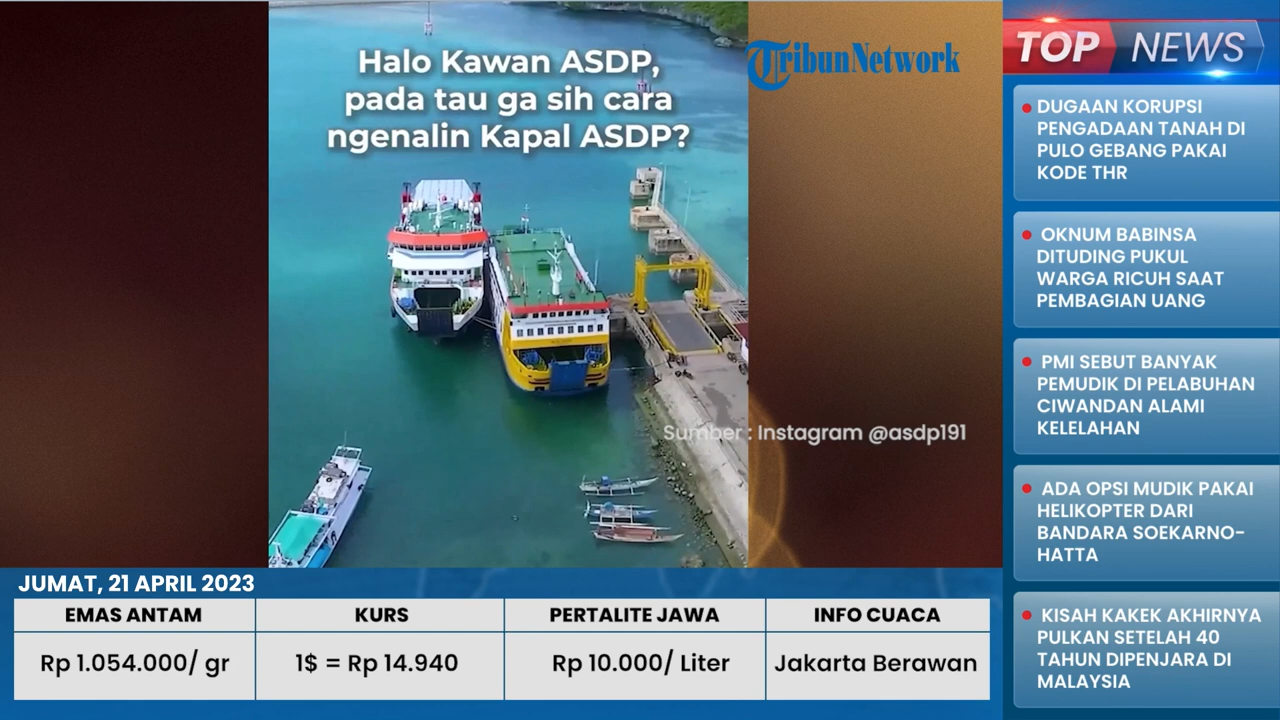 Halo Kawan ASDP,
pada tau ga sih cara
ngenalin Kapal ASDP?
TribunNetwork
Sumber : Instagram @asdp191
TOP NEWS
DUGAAN KORUPSI
PENGADAAN TANAH DI
PULO GEBANG PAKAI
KODE THR
OKNUM BABINSA
DITUDING PUKUL
WARGA RICUH SAAT
PEMBAGIAN UANG
PMI SEBUT BANYAK
PEMUDIK DI PELABUHAN
CIWANDAN ALAMI
KELELAHAN
ADA OPSI MUDIK PAKAI
HELIKOPTER DARI
BANDARA SOEKARNO-
HATTA
KISAH KAKEK AKHIRNYA
PULKAN SETELAH 40
TAHUN DIPENJARA DI
MALAYSIA
JUMAT, 21 APRIL 2023
EMAS ANTAM KURS PERTALITE JAWA INFO CUACA
Rp 1.054.000/ gr 1$ = Rp 14.940 Rp 10.000/ Liter Jakarta Berawan